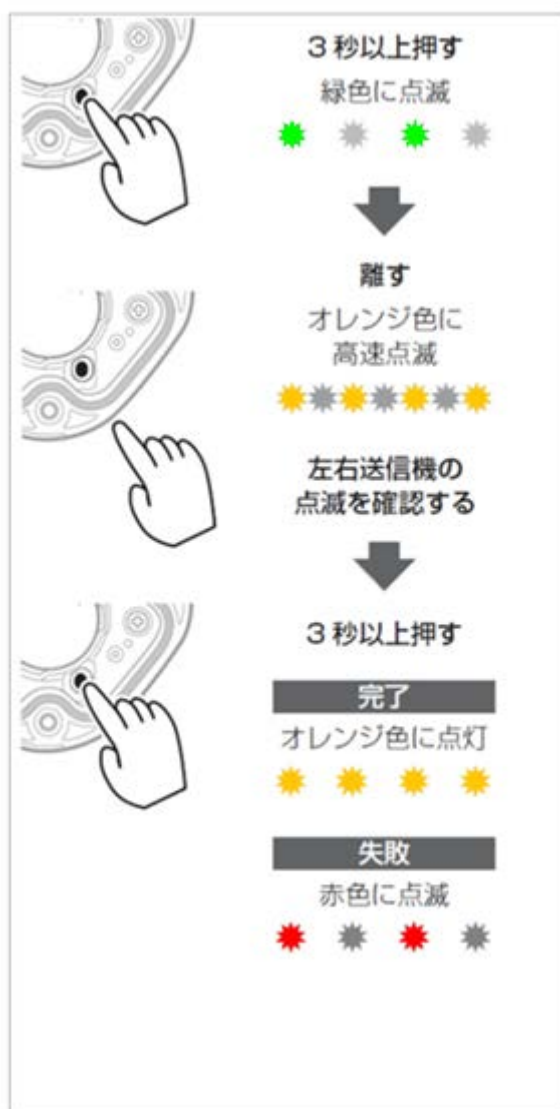 3 秒以上押す
緑色に点滅
離す
オレンジ色に
高速点滅
左右送信機の
点滅を確認する
3 秒以上押す
完了
オレンジ色に点灯
失敗
赤色に点滅